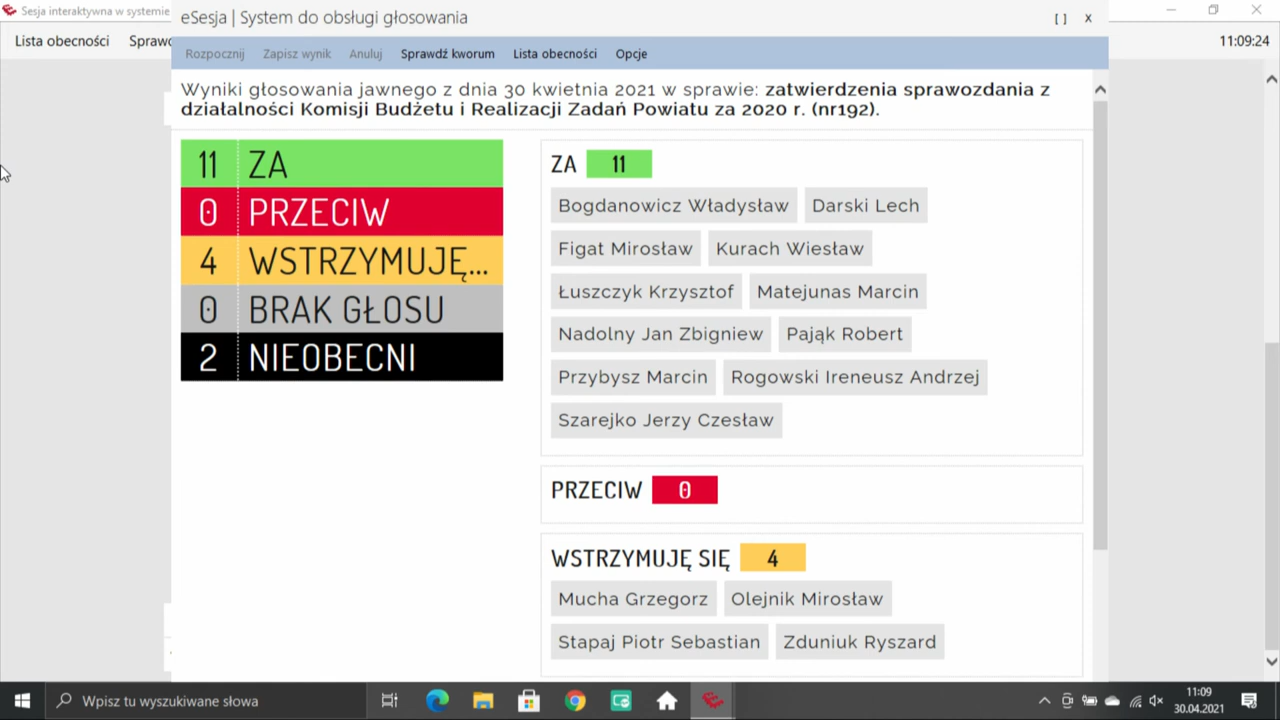 Sesja interaktywna w systemie
eSesja | System do obsługi głosowania
[ ] X
Lista obecności
11:09:24
Rozpocznij Zapisz wynik Anuluj Sprawdź kworum Lista obecności Opcje
Wyniki głosowania jawnego z dnia 30 kwietnia 2021 w sprawie: zatwierdzenia sprawozdania z
działalności Komisji Budżetu i Realizacji Zadań Powiatu za 2020 r. (nr192).
11 ZA
0 PRZECIW
4 WSTRZYMUJĘ...
0 BRAK GŁOSU
2 NIEOBECNI
ZA 11
Bogdanowicz Władysław Darski Lech
Figat Mirosław Kurach Wiesław
Łuszczyk Krzysztof Matejunas Marcin
Nadolny Jan Zbigniew Pająk Robert
Przybysz Marcin Rogowski Ireneusz Andrzej
Szarejko Jerzy Czesław
PRZECIW 0
WSTRZYMUJĘ SIĘ 4
Mucha Grzegorz Olejnik Mirosław
Stapaj Piotr Sebastian Zduniuk Ryszard
Wpisz tu wyszukiwane słowa
11:09
30.04.2021